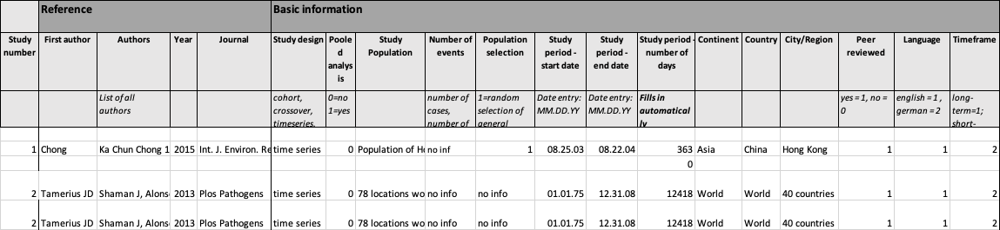 Reference Basic information
Study number First author Authors Year Journal Study design Poole d analys is Study Population Number of events Population selection Study period - start date Study period - end date Study period - number of days Continent Country City/Region Peer reviewed Language Timeframe
List of all authors cohort, crossover, timeseries, 0=no 1=yes number of cases, number of 1=random selection of general Date entry: MM.DD.YY Date entry: MM.DD.YY Fills in automatical ly yes = 1, no = 0 english = 1 , german = 2 long-term=1; short-
1 Chong Ka Chun Chong 1 2015 Int. J. Environ. Re time series 0 Population of H no inf 1 08.25.03 08.22.04 363 Asia China Hong Kong 1 1 2
0
2 Tamerius JD Shaman J, Alons 2013 Plos Pathogens time series 0 78 locations wo no info no info 01.01.75 12.31.08 12418 World World 40 countries 1 1 2
2 Tamerius JD Shaman J, Alons 2013 Plos Pathogens time series 0 78 locations wo no info no info 01.01.75 12.31.08 12418 World World 40 countries 1 1 2